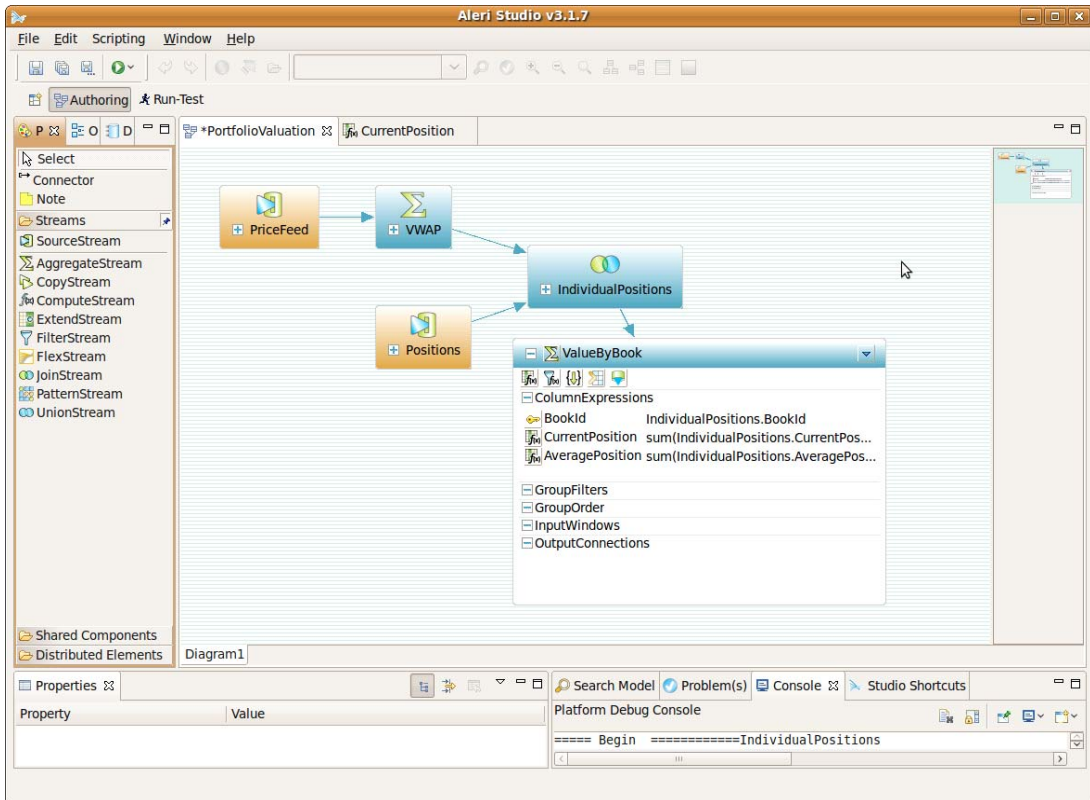 Aleri Studio v3.1.7
File Edit Scripting Window Help
Authoring Run-Test
P O D
*PortfolioValuation CurrentPosition
Select
Connector
Note
Streams
SourceStream
AggregateStream
CopyStream
ComputeStream
ExtendStream
FilterStream
FlexStream
JoinStream
PatternStream
UnionStream
Shared Components
Distributed Elements
PriceFeed
VWAP
IndividualPositions
Positions
ValueByBook
ColumnExpressions
BookId IndividualPositions.BookId
CurrentPosition sum(IndividualPositions.CurrentPos...
AveragePosition sum(IndividualPositions.AveragePos...
GroupFilters
GroupOrder
InputWindows
OutputConnections
Diagram1
Properties
Property Value
Search Model Problem(s) Console Studio Shortcuts
Platform Debug Console
===== Begin ============IndividualPositions